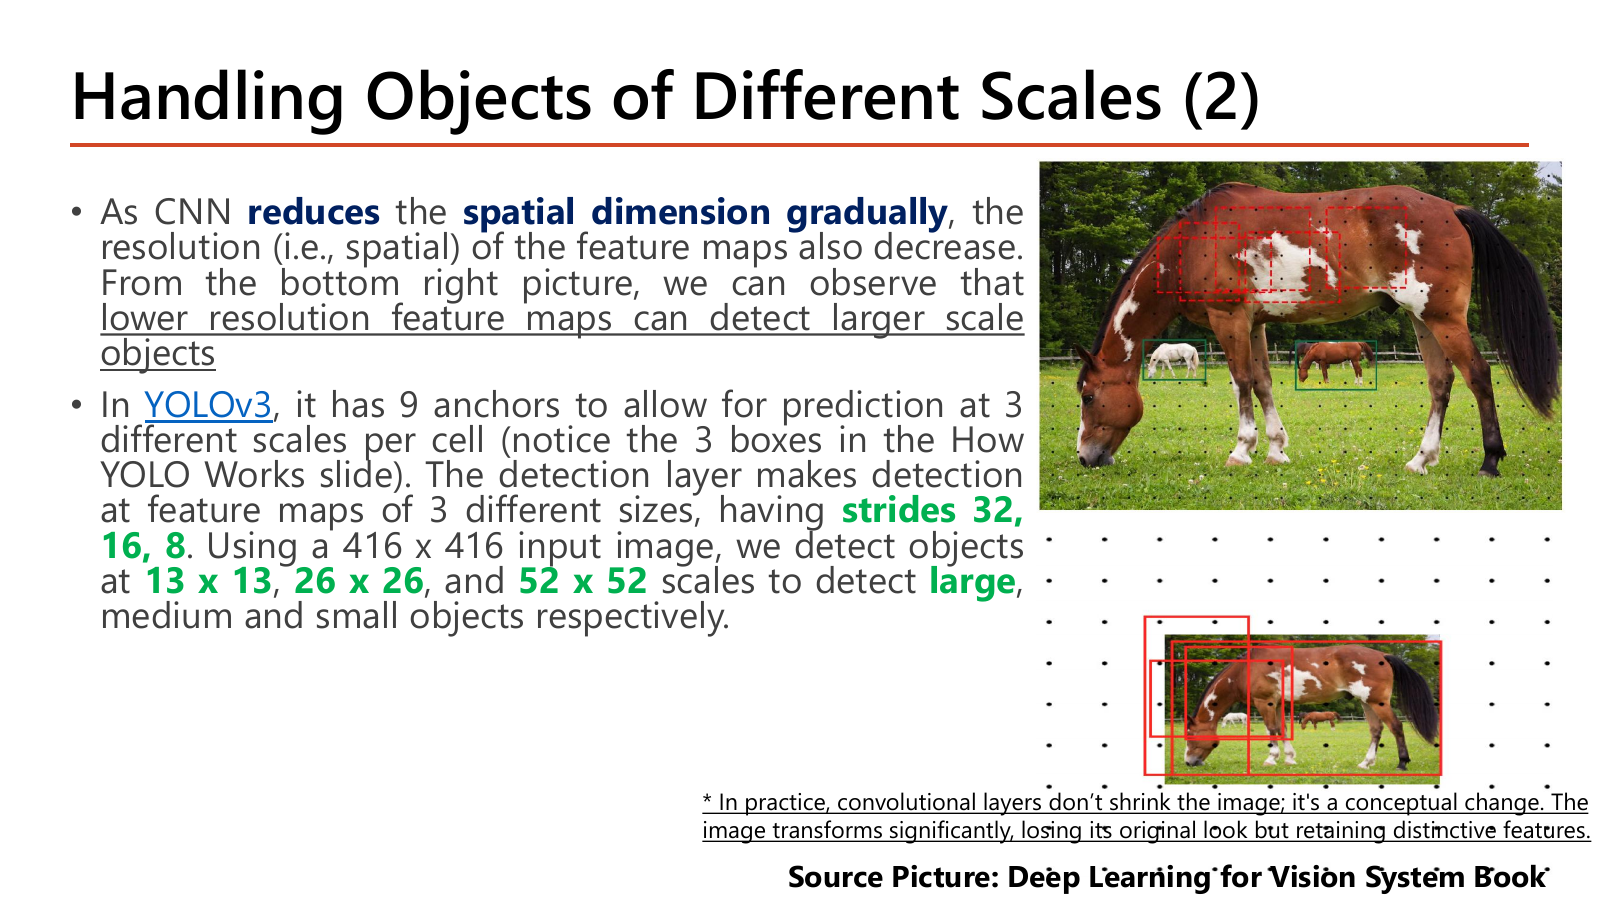 Handling Objects of Different Scales (2)
• As CNN reduces the spatial dimension gradually, the
resolution (i.e., spatial) of the feature maps also decrease.
From the bottom right picture, we can observe that
lower resolution feature maps can detect larger scale
objects
• In YOLOv3, it has 9 anchors to allow for prediction at 3
different scales per cell (notice the 3 boxes in the How
YOLO Works slide). The detection layer makes detection
at feature maps of 3 different sizes, having strides 32,
16, 8. Using a 416 x 416 input image, we detect objects
at 13 x 13, 26 x 26, and 52 x 52 scales to detect large,
medium and small objects respectively.
* In practice, convolutional layers don’t shrink the image; it's a conceptual change. The
image transforms significantly, losing its original look but retaining distinctive features.
Source Picture: Deep Learning for Vision System Book